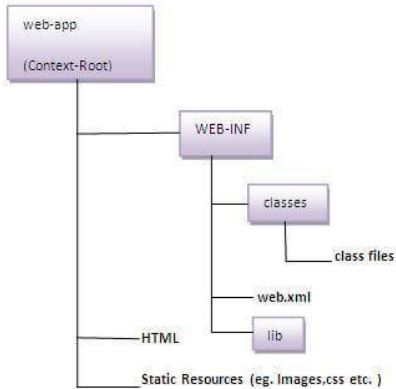 web-app
(Context-Root)
WEB-INF
classes
class files
web.xml
HTML
lib
Static Resources (eg. Images,css etc. )